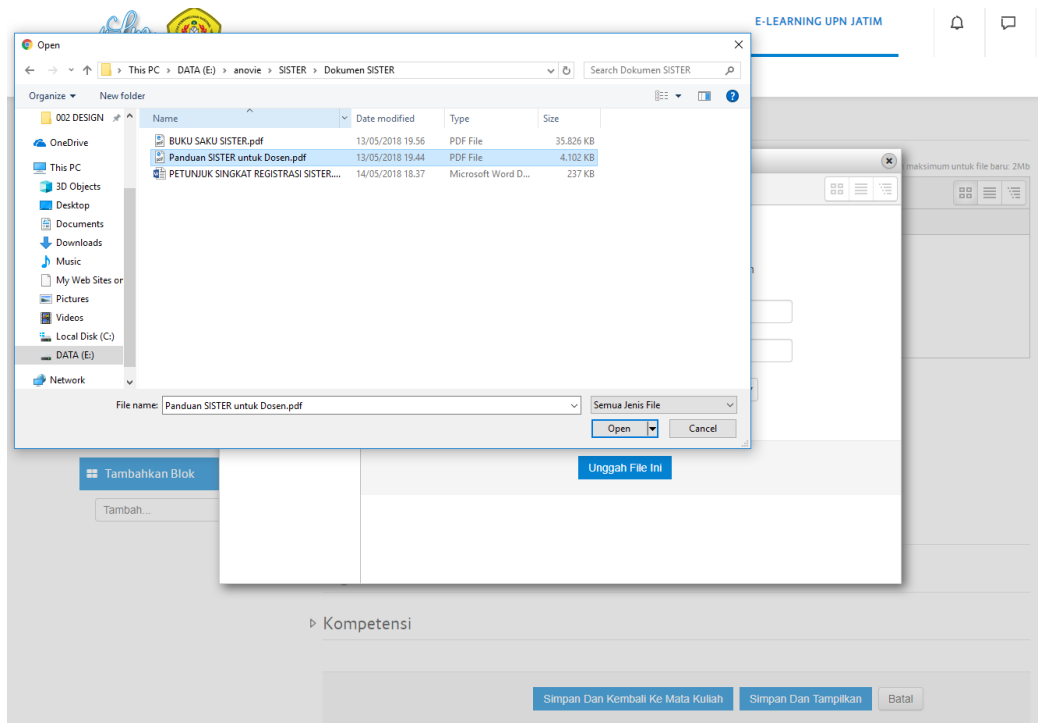 E-LEARNING UPN JATIM
Open
This PC > DATA (E:) > anovie > SISTER > Dokumen SISTER
Search Dokumen SISTER
Organize New folder
002 DESIGN
OneDrive
This PC
3D Objects
Desktop
Documents
Downloads
Music
My Web Sites or
Pictures
Videos
Local Disk (C:)
DATA (E:)
Network
Name Date modified Type Size
BUKU SAKU SISTER.pdf 13/05/2018 19.56 PDF File 35.826 KB
Panduan SISTER untuk Dosen.pdf 13/05/2018 19.44 PDF File 4.102 KB
PETUNJUK SINGKAT REGISTRASI SISTER.... 14/05/2018 18.37 Microsoft Word D... 237 KB
File name: Panduan SISTER untuk Dosen.pdf Semua Jenis File
Open Cancel
maksimum untuk file baru: 2Mb
Unggah File Ini
Tambahkan Blok
Tambah...
Kompetensi
Simpan Dan Kembali Ke Mata Kuliah Simpan Dan Tampilkan Batal